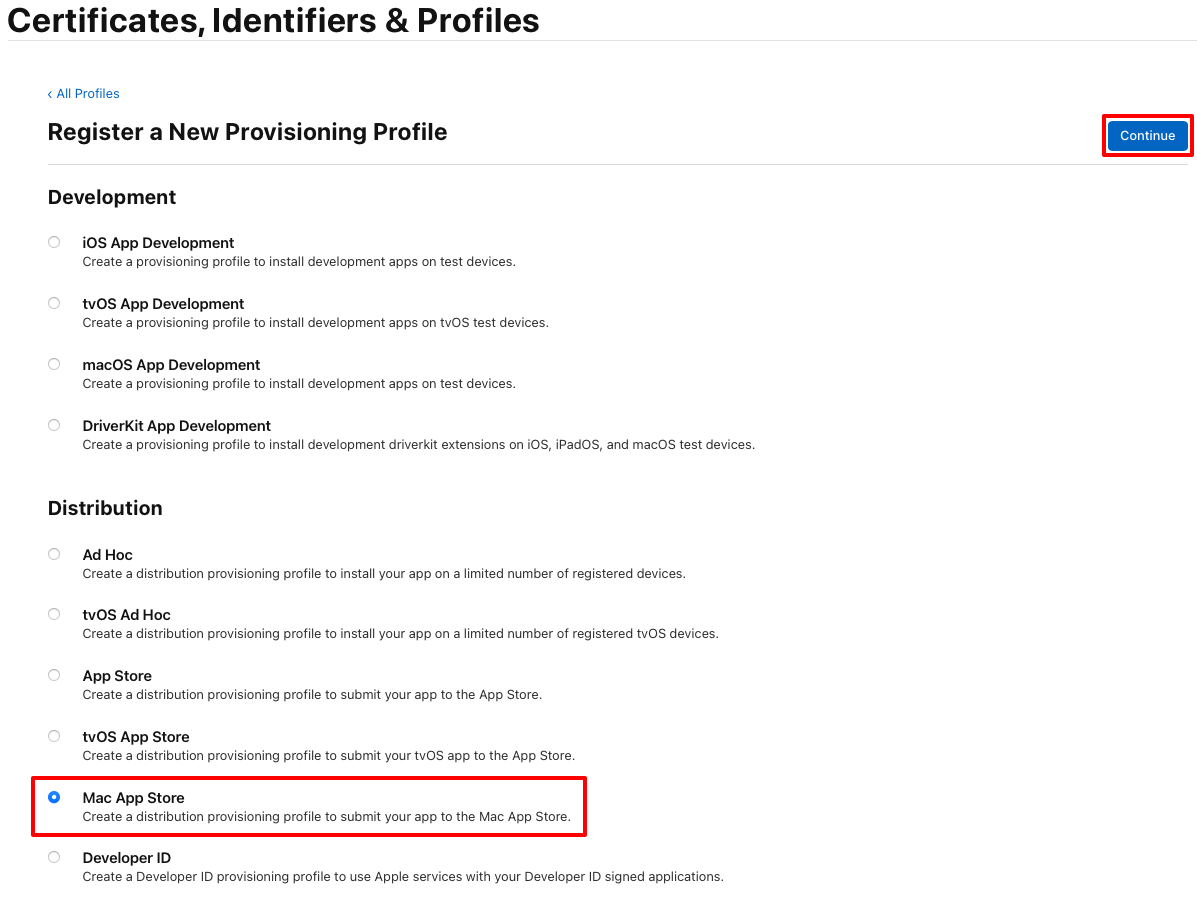 Certificates, Identifiers & Profiles
‹ All Profiles
Register a New Provisioning Profile
Continue
Development
iOS App Development
Create a provisioning profile to install development apps on test devices.
tvOS App Development
Create a provisioning profile to install development apps on tvOS test devices.
macOS App Development
Create a provisioning profile to install development apps on test devices.
DriverKit App Development
Create a provisioning profile to install development driverkit extensions on iOS, iPadOS, and macOS test devices.
Distribution
Ad Hoc
Create a distribution provisioning profile to install your app on a limited number of registered devices.
tvOS Ad Hoc
Create a distribution provisioning profile to install your app on a limited number of registered tvOS devices.
App Store
Create a distribution provisioning profile to submit your app to the App Store.
tvOS App Store
Create a distribution provisioning profile to submit your tvOS app to the App Store.
Mac App Store
Create a distribution provisioning profile to submit your app to the Mac App Store.
Developer ID
Create a Developer ID provisioning profile to use Apple services with your Developer ID signed applications.